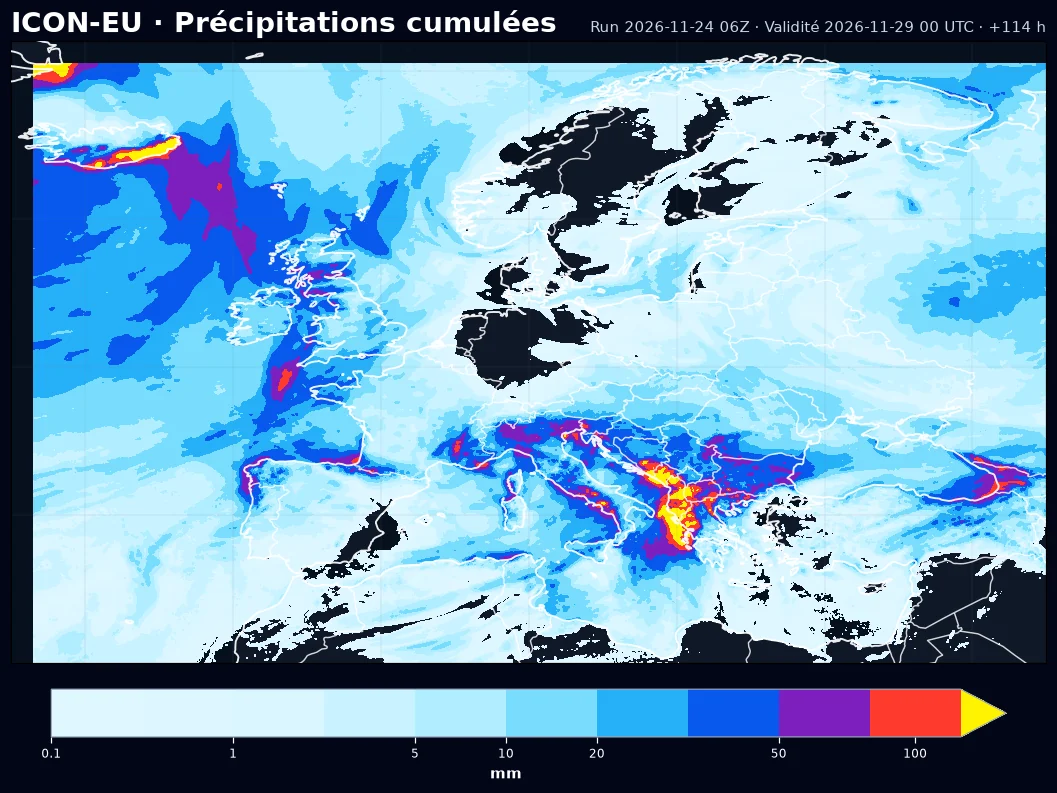 ICON-EU · Précipitations cumulées
Run 2026-11-24 06Z · Validité 2026-11-29 00 UTC · +114 h
0.1 1 5 10 20 50 100
mm